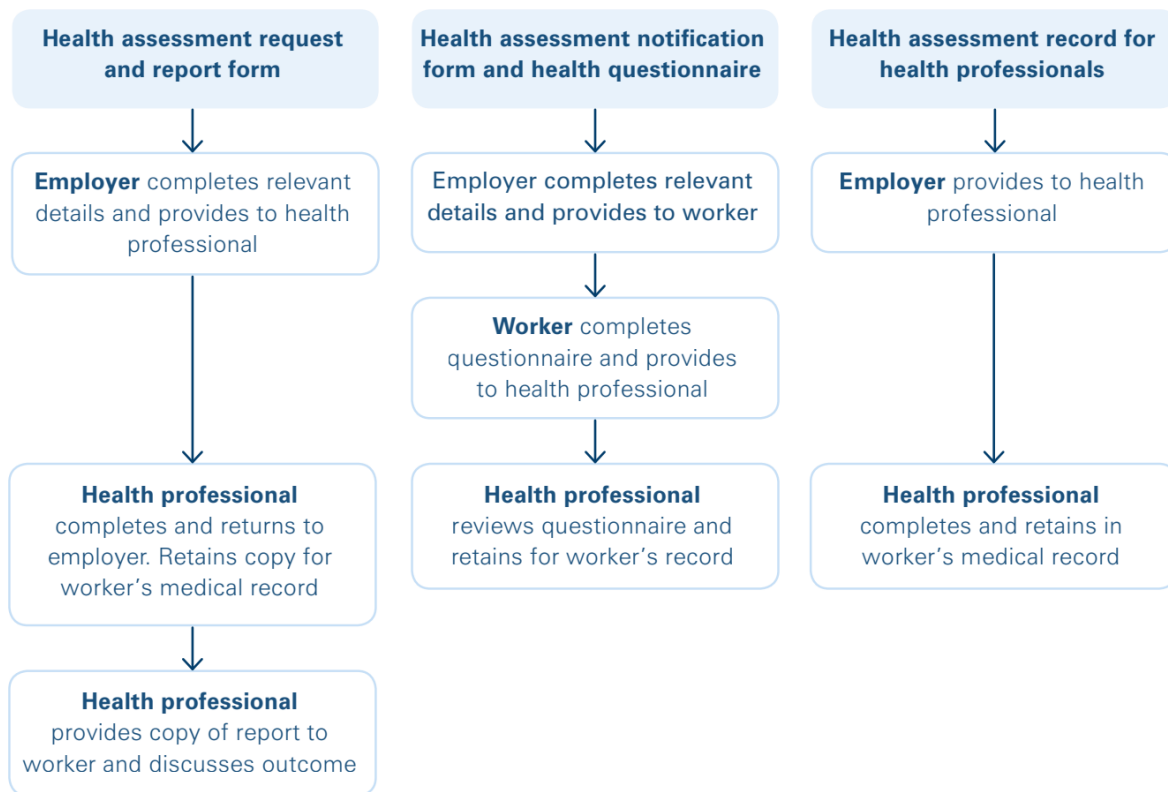 Health assessment request
and report form
Employer completes relevant
details and provides to health
professional
Health professional
completes and returns to
employer. Retains copy for
worker's medical record
Health professional
provides copy of report to
worker and discusses outcome
Health assessment notification
form and health questionnaire
Employer completes relevant
details and provides to worker
Worker completes
questionnaire and provides
to health professional
Health professional
reviews questionnaire and
retains for worker's record
Health assessment record for
health professionals
Employer provides to health
professional
Health professional
completes and retains in
worker's medical record